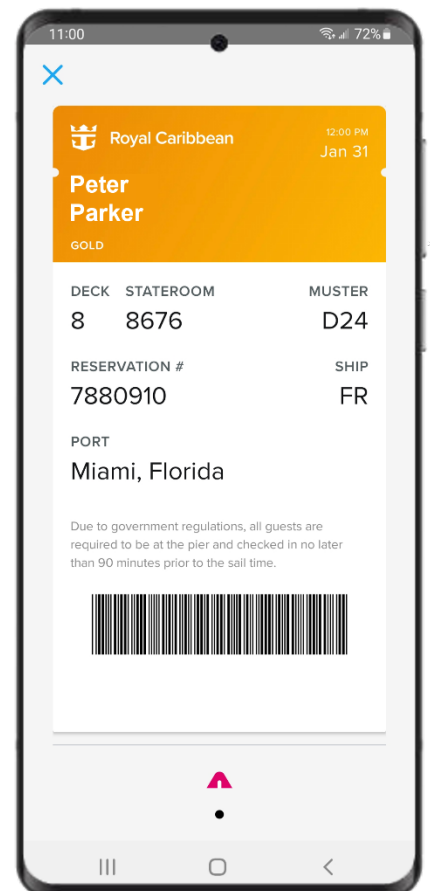 11:00 72%
Royal Caribbean
12:00 PM
Jan 31
Peter
Parker
GOLD
DECK STATEROOM MUSTER
8 8676 D24
RESERVATION # SHIP
7880910 FR
PORT
Miami, Florida
Due to government regulations, all guests are
required to be at the pier and checked in no later
than 90 minutes prior to the sail time.